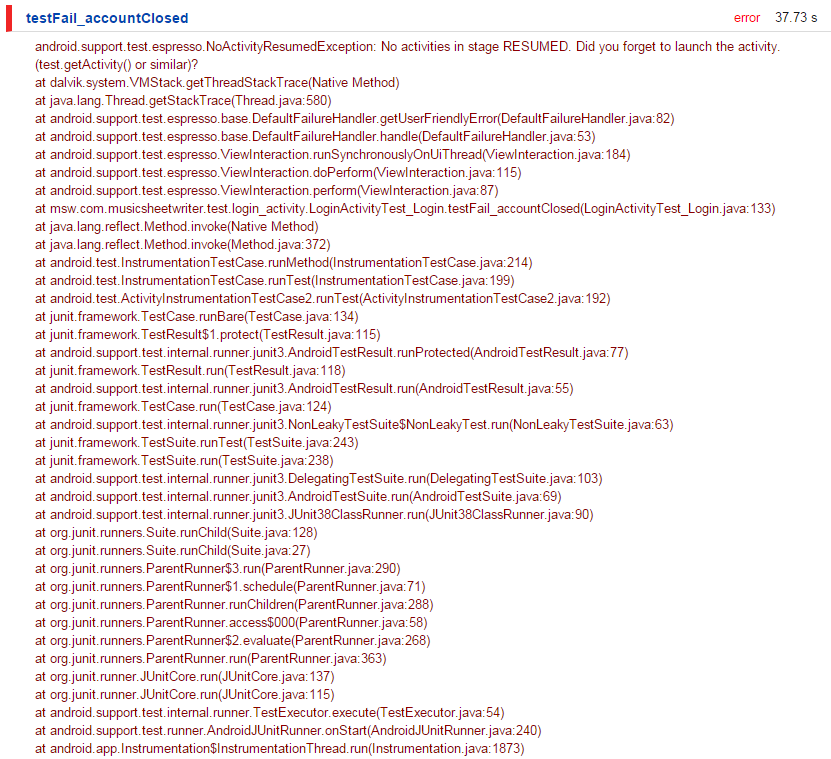 testFail_accountClosed error 37.73 s
android.support.test.espresso.NoActivityResumedException: No activities in stage RESUMED. Did you forget to launch the activity.
(test.getActivity() or similar)?
at dalvik.system.VMStack.getThreadStackTrace(Native Method)
at java.lang.Thread.getStackTrace(Thread.java:580)
at android.support.test.espresso.base.DefaultFailureHandler.getUserFriendlyError(DefaultFailureHandler.java:82)
at android.support.test.espresso.base.DefaultFailureHandler.handle(DefaultFailureHandler.java:53)
at android.support.test.espresso.ViewInteraction.runSynchronouslyOnUiThread(ViewInteraction.java:184)
at android.support.test.espresso.ViewInteraction.doPerform(ViewInteraction.java:115)
at android.support.test.espresso.ViewInteraction.perform(ViewInteraction.java:87)
at msw.com.musicsheetwriter.test.login_activity.LoginActivityTest_Login.testFail_accountClosed(LoginActivityTest_Login.java:133)
at java.lang.reflect.Method.invoke(Native Method)
at java.lang.reflect.Method.invoke(Method.java:372)
at android.test.InstrumentationTestCase.runMethod(InstrumentationTestCase.java:214)
at android.test.InstrumentationTestCase.runTest(InstrumentationTestCase.java:199)
at android.test.ActivityInstrumentationTestCase2.runTest(ActivityInstrumentationTestCase2.java:192)
at junit.framework.TestCase.runBare(TestCase.java:134)
at junit.framework.TestResult$1.protect(TestResult.java:115)
at android.support.test.internal.runner.junit3.AndroidTestResult.runProtected(AndroidTestResult.java:77)
at junit.framework.TestResult.run(TestResult.java:118)
at android.support.test.internal.runner.junit3.AndroidTestResult.run(AndroidTestResult.java:55)
at junit.framework.TestCase.run(TestCase.java:124)
at android.support.test.internal.runner.junit3.NonLeakyTestSuite$NonLeakyTest.run(NonLeakyTestSuite.java:63)
at junit.framework.TestSuite.runTest(TestSuite.java:243)
at junit.framework.TestSuite.run(TestSuite.java:238)
at android.support.test.internal.runner.junit3.DelegatingTestSuite.run(DelegatingTestSuite.java:103)
at android.support.test.internal.runner.junit3.AndroidTestSuite.run(AndroidTestSuite.java:69)
at android.support.test.internal.runner.junit3.JUnit38ClassRunner.run(JUnit38ClassRunner.java:90)
at org.junit.runners.Suite.runChild(Suite.java:128)
at org.junit.runners.Suite.runChild(Suite.java:27)
at org.junit.runners.ParentRunner$3.run(ParentRunner.java:290)
at org.junit.runners.ParentRunner$1.schedule(ParentRunner.java:71)
at org.junit.runners.ParentRunner.runChildren(ParentRunner.java:288)
at org.junit.runners.ParentRunner.access$000(ParentRunner.java:58)
at org.junit.runners.ParentRunner$2.evaluate(ParentRunner.java:268)
at org.junit.runners.ParentRunner.run(ParentRunner.java:363)
at org.junit.runner.JUnitCore.run(JUnitCore.java:137)
at org.junit.runner.JUnitCore.run(JUnitCore.java:115)
at android.support.test.internal.runner.TestExecutor.execute(TestExecutor.java:54)
at android.support.test.runner.AndroidJUnitRunner.onStart(AndroidJUnitRunner.java:240)
at android.app.Instrumentation$InstrumentationThread.run(Instrumentation.java:1873)